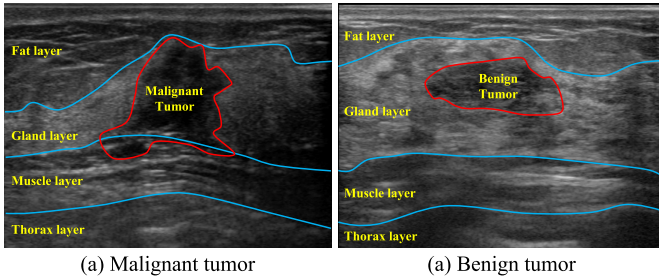 Fat layer
Malignant
Tumor
Gland layer
Muscle layer
Thorax layer
(a) Malignant tumor
Fat layer
Benign
Tumor
Gland layer
Muscle layer
Thorax layer
(a) Benign tumor